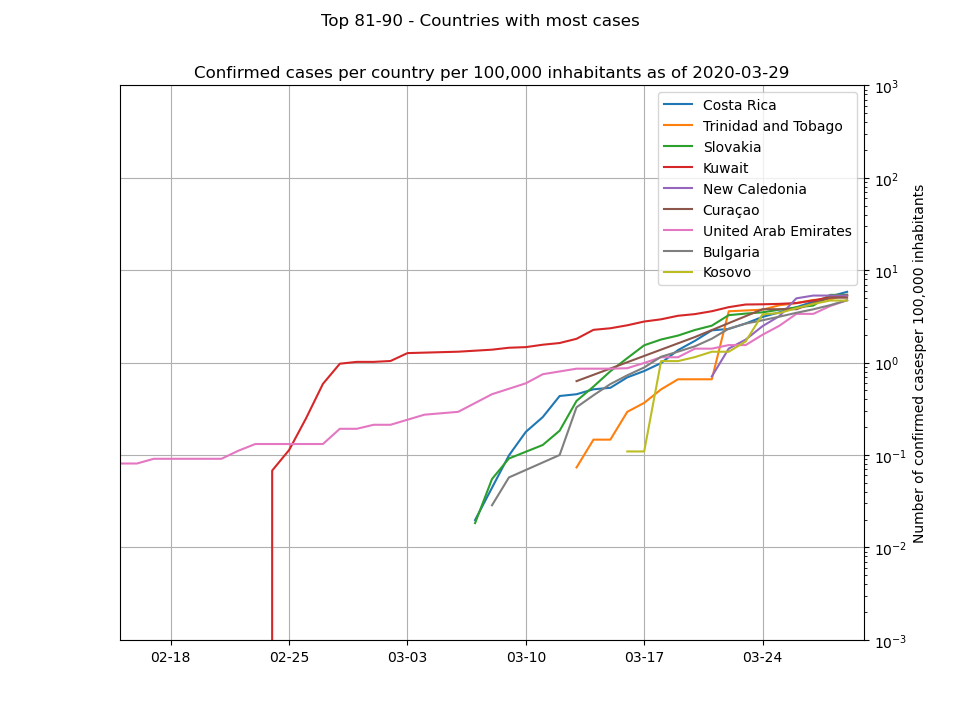 Top 81-90 - Countries with most cases
Confirmed cases per country per 100,000 inhabitants as of 2020-03-29
Costa Rica
Trinidad and Tobago
Slovakia
Kuwait
New Caledonia
Curaçao
United Arab Emirates
Bulgaria
Kosovo
10³
10²
10¹
10⁰
10⁻¹
10⁻²
10⁻³
Number of confirmed casesper 100,000 inhabitants
02-18
02-25
03-03
03-10
03-17
03-24